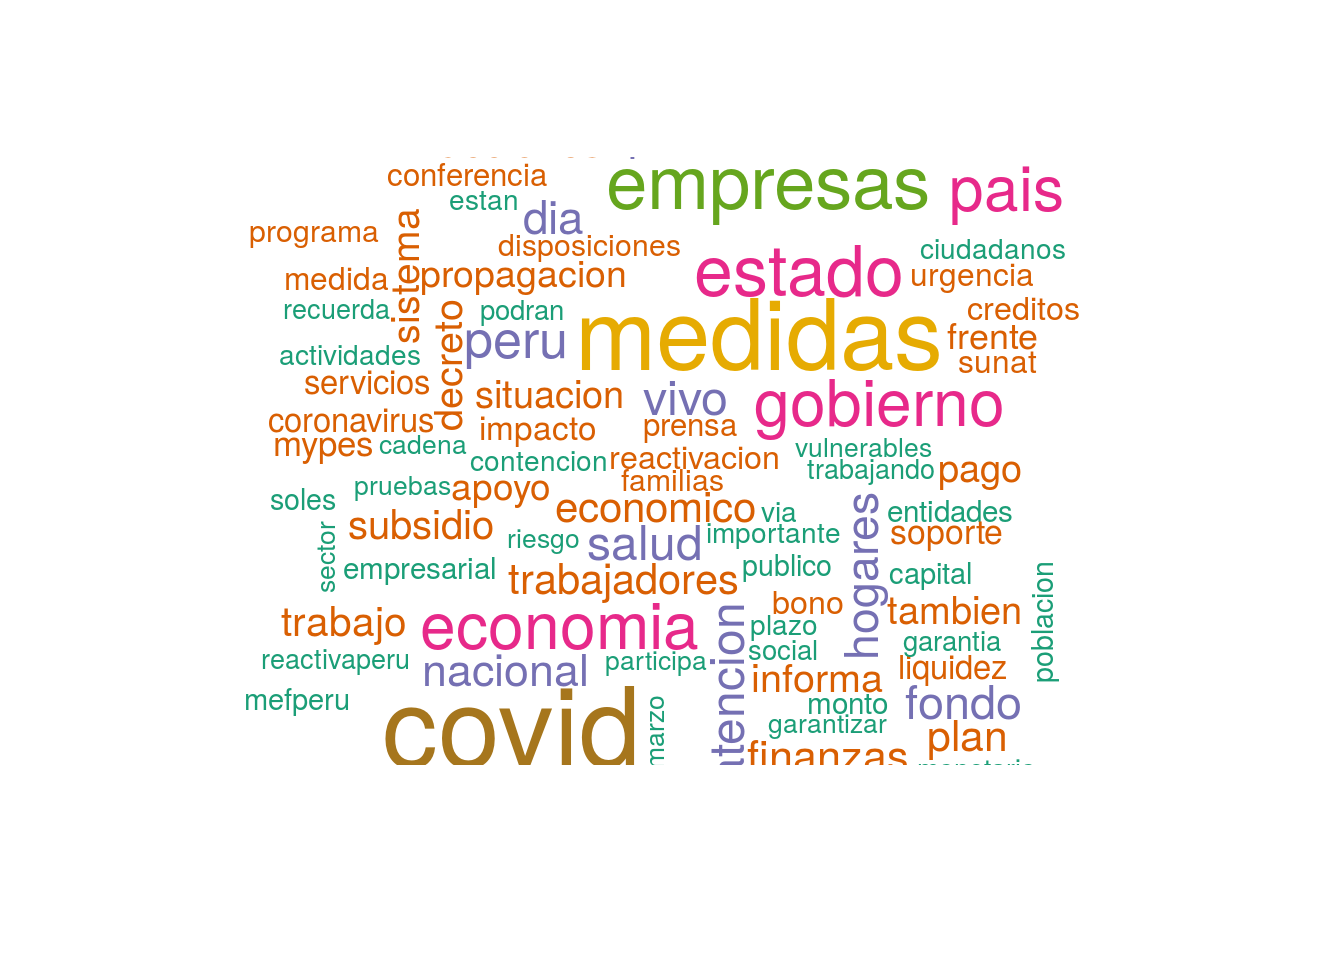 conferencia
empresas
pais
estan
dia
programa
sistema
disposiciones
ciudadanos
medida
propagacion
estado
urgencia
recuerda
decreto
podran
medidas
creditos
peru
frente
actividades
sunat
servicios
situacion
vivo
gobierno
coronavirus
impacto
prensa
mypes
cadena
contencion
reactivacion
vulnerables
trabajando
pago
familias
soles
pruebas
apoyo
economico
via
hogares
entidades
subsidio
riesgo
salud
importante
soporte
sector
empresarial
trabajadores
publico
capital
poblacion
trabajo
economia
bono
tambien
plazo
reactivaperu
nacional
participa
atencion
social
garantia
informa
liquidez
mefperu
covid
marzo
monto
fondo
garantizar
finanzas
plan